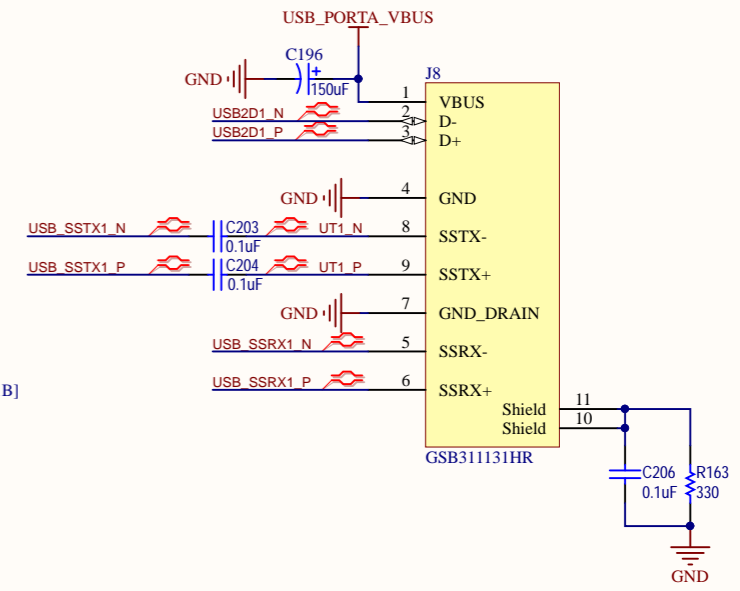 USB_PORTA_VBUS
C196
GND
+
150uF
J8
1 VBUS
USB2D1_N 2 D-
USB2D1_P 3 D+
GND 4 GND
USB_SSTX1_N C203 UT1_N 8 SSTX-
0.1uF
USB_SSTX1_P C204 UT1_P 9 SSTX+
0.1uF
GND 7 GND_DRAIN
USB_SSRX1_N 5 SSRX-
USB_SSRX1_P 6 SSRX+
B]
Shield 11
Shield 10
GSB311131HR
C206 R163
0.1uF 330
GND